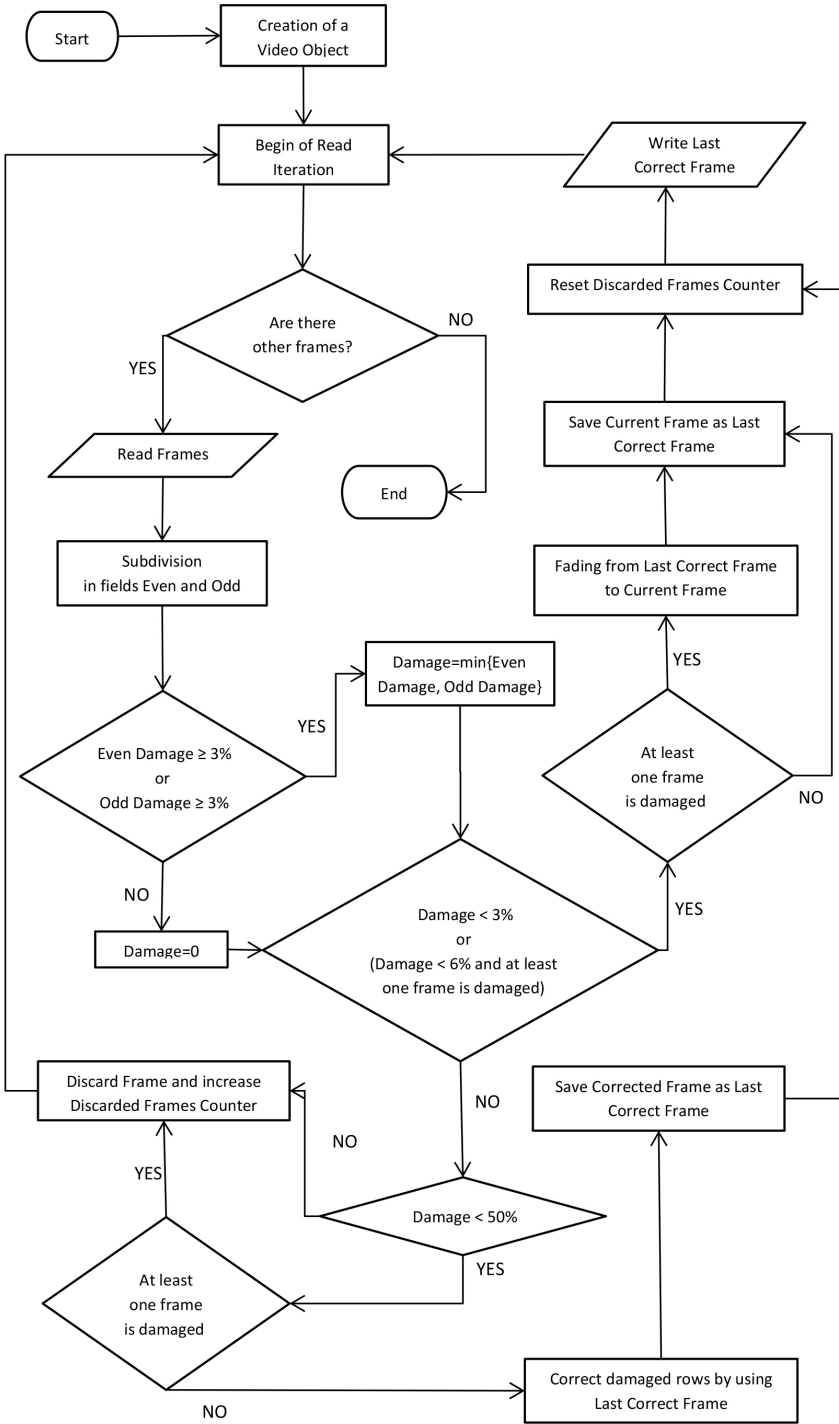 Start
Creation of a
Video Object
Begin of Read
Iteration
Write Last
Correct Frame
Reset Discarded Frames Counter
Are there
other frames?
NO
YES
Read Frames
End
Save Current Frame as Last
Correct Frame
Subdivision
in fields Even and Odd
Fading from Last Correct Frame
to Current Frame
YES
Damage=min{Even
Damage, Odd Damage}
YES
Even Damage ≥ 3%
or
Odd Damage ≥ 3%
At least
one frame
is damaged
NO
NO
YES
Damage=0
Damage < 3%
or
(Damage < 6% and at least
one frame is damaged)
Discard Frame and increase
Discarded Frames Counter
NO
Save Corrected Frame as Last
Correct Frame
NO
YES
Damage < 50%
YES
At least
one frame
is damaged
Correct damaged rows by using
Last Correct Frame
NO